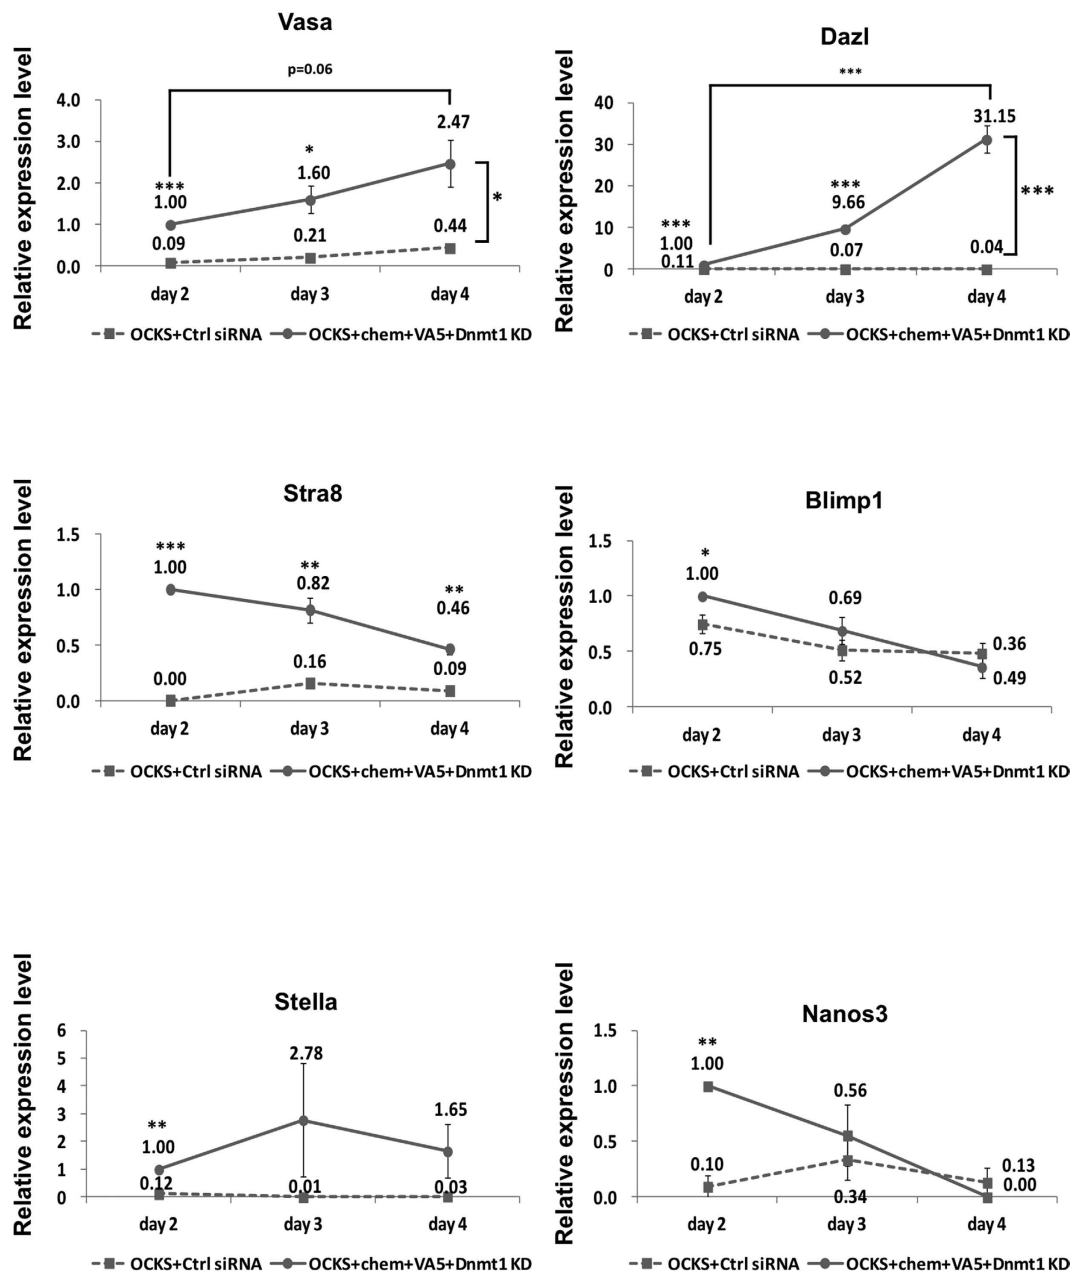 Vasa
Relative expression level
p=0.06
4.0
3.0
2.0
1.0
0.0
***
1.00
0.09
*
1.60
0.21
2.47
0.44
*
day 2
day 3
day 4
OCKS+Ctrl siRNA
OCKS+chem+VA5+Dnmt1 KD
Dazl
Relative expression level
***
40
30
20
10
0
***
1.00
0.11
***
9.66
0.07
31.15
0.04
***
day 2
day 3
day 4
OCKS+Ctrl siRNA
OCKS+chem+VA5+Dnmt1 KD
Stra8
Relative expression level
1.5
1.0
0.5
0.0
***
1.00
0.00
**
0.82
0.16
**
0.46
0.09
day 2
day 3
day 4
OCKS+Ctrl siRNA
OCKS+chem+VA5+Dnmt1 KD
Blimp1
Relative expression level
1.5
1.0
0.5
0.0
*
1.00
0.75
0.69
0.52
0.36
0.49
day 2
day 3
day 4
OCKS+Ctrl siRNA
OCKS+chem+VA5+Dnmt1 KD
Stella
Relative expression level
6
5
4
3
2
1
0
**
1.00
0.12
2.78
0.01
1.65
0.03
day 2
day 3
day 4
OCKS+Ctrl siRNA
OCKS+chem+VA5+Dnmt1 KD
Nanos3
Relative expression level
1.5
1.0
0.5
0.0
**
1.00
0.10
0.56
0.34
0.13
0.00
day 2
day 3
day 4
OCKS+Ctrl siRNA
OCKS+chem+VA5+Dnmt1 KD